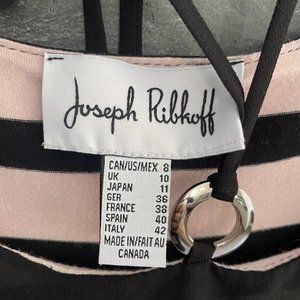 Joseph Ribkoff
CAN/US/MEX 8
UK 10
JAPAN 11
GER 36
FRANCE 38
SPAIN 40
ITALY 42
MADE IN/FAIT AU
CANADA